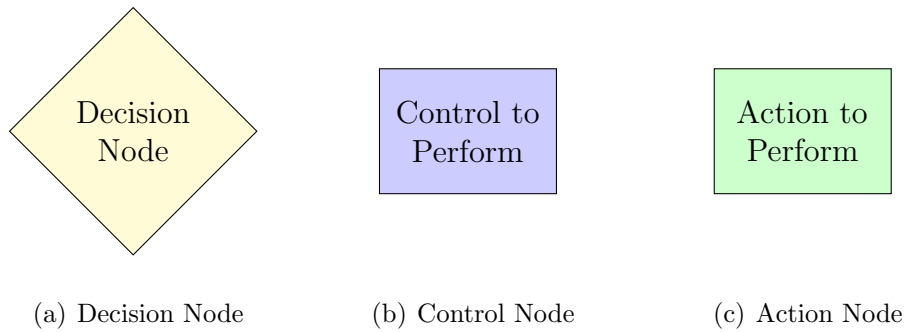 Decision
Node
Control to
Perform
Action to
Perform
(a) Decision Node
(b) Control Node
(c) Action Node